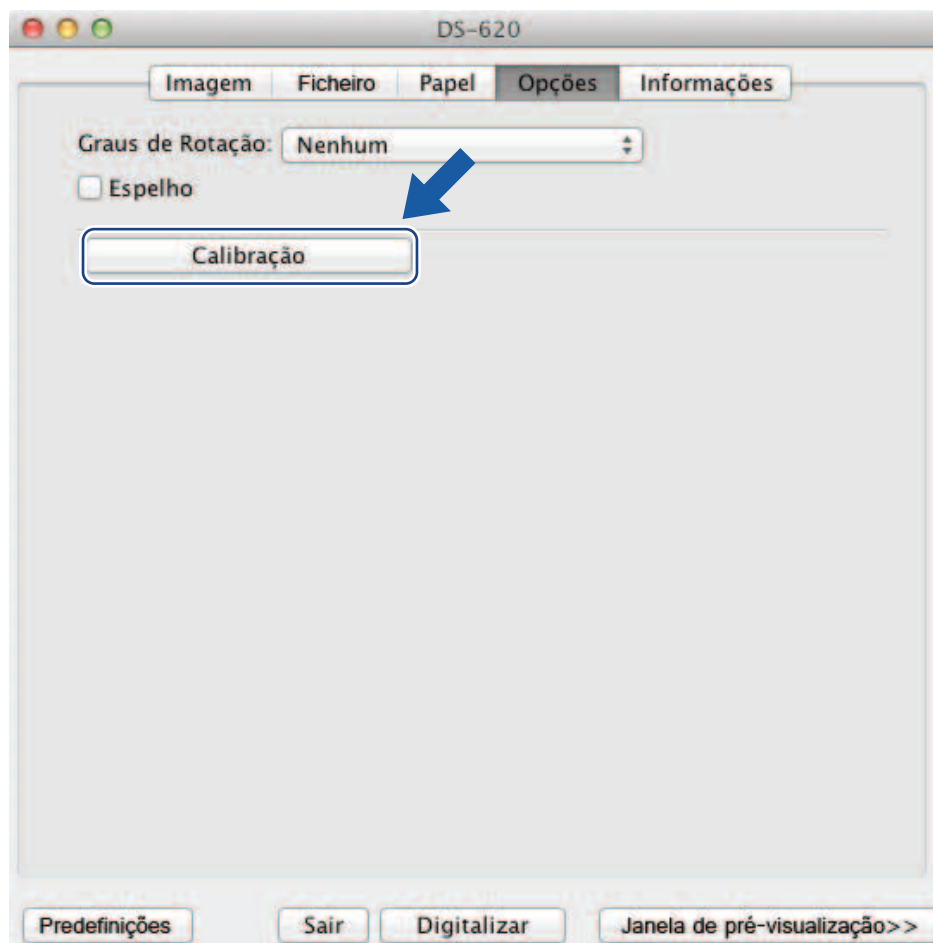 DS-620
Imagem Ficheiro Papel Opções Informações
Graus de Rotação: Nenhum
Espelho
Calibração
Predefinições Sair Digitalizar Janela de pré-visualização>>